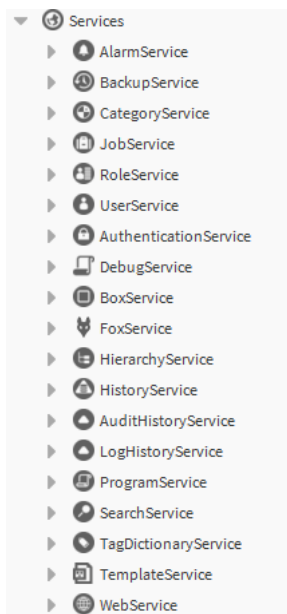 Services
AlarmService
BackupService
CategoryService
JobService
RoleService
UserService
AuthenticationService
DebugService
BoxService
FoxService
HierarchyService
HistoryService
AuditHistoryService
LogHistoryService
ProgramService
SearchService
TagDictionaryService
TemplateService
WebService